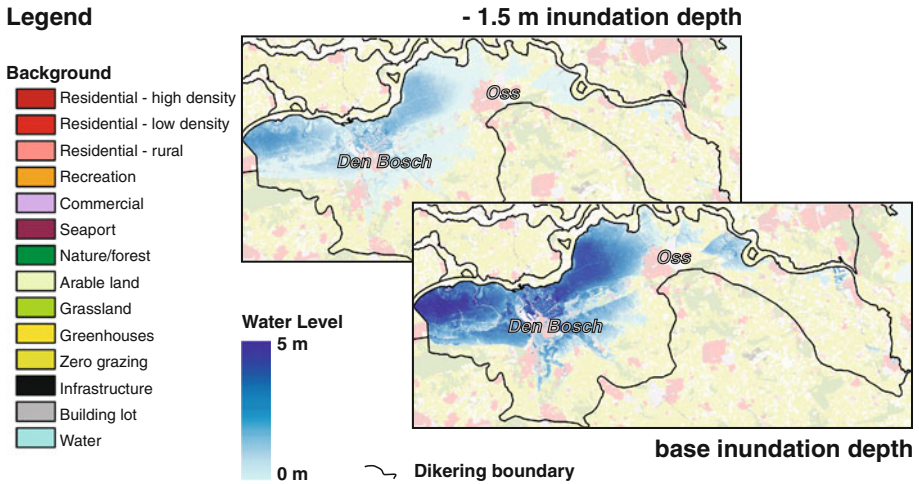 Legend
Background
Residential - high density
Residential - low density
Residential - rural
Recreation
Commercial
Seaport
Nature/forest
Arable land
Grassland
Greenhouses
Zero grazing
Infrastructure
Building lot
Water
- 1.5 m inundation depth
Oss
Den Bosch
Oss
Den Bosch
Water Level
5 m
0 m
Dikering boundary
base inundation depth